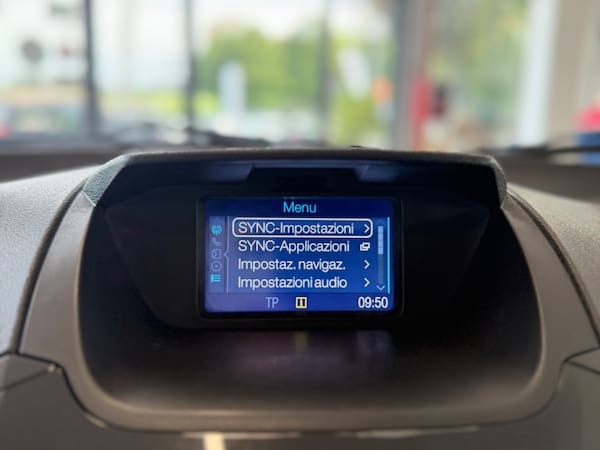 Menu
SYNC-Impostazioni
SYNC-Applicazioni
Impostaz. navigaz.
Impostazioni audio
TP 09:50